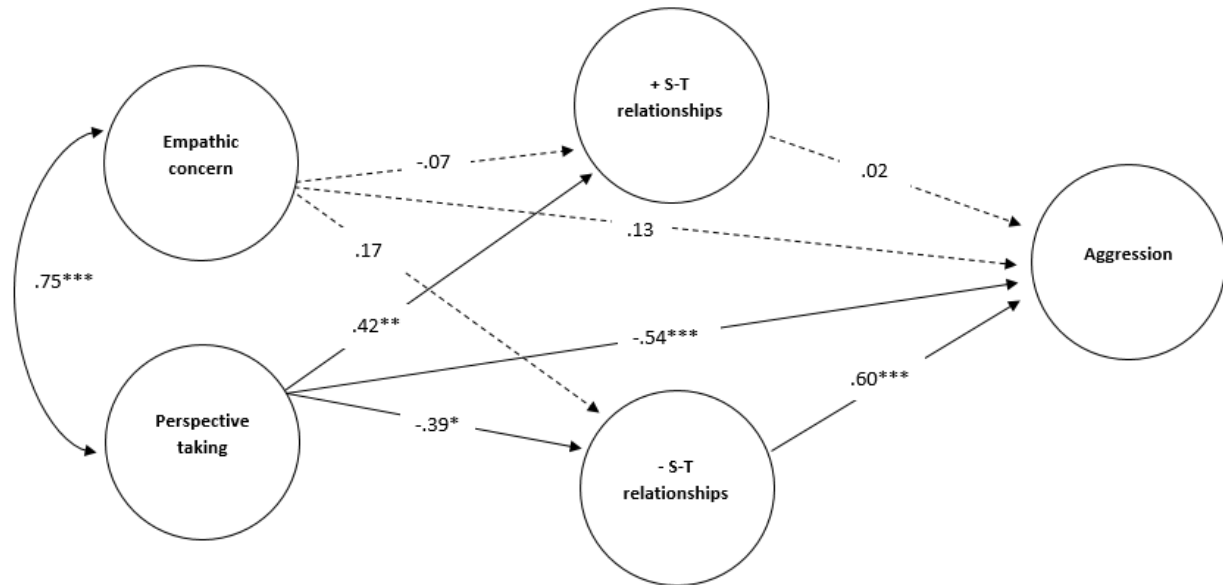 + S-T
relationships
Empathic
concern
-.07
.02
.13
.17
Aggression
.75***
.42**
-.54***
.60***
-.39*
Perspective
taking
- S-T
relationships